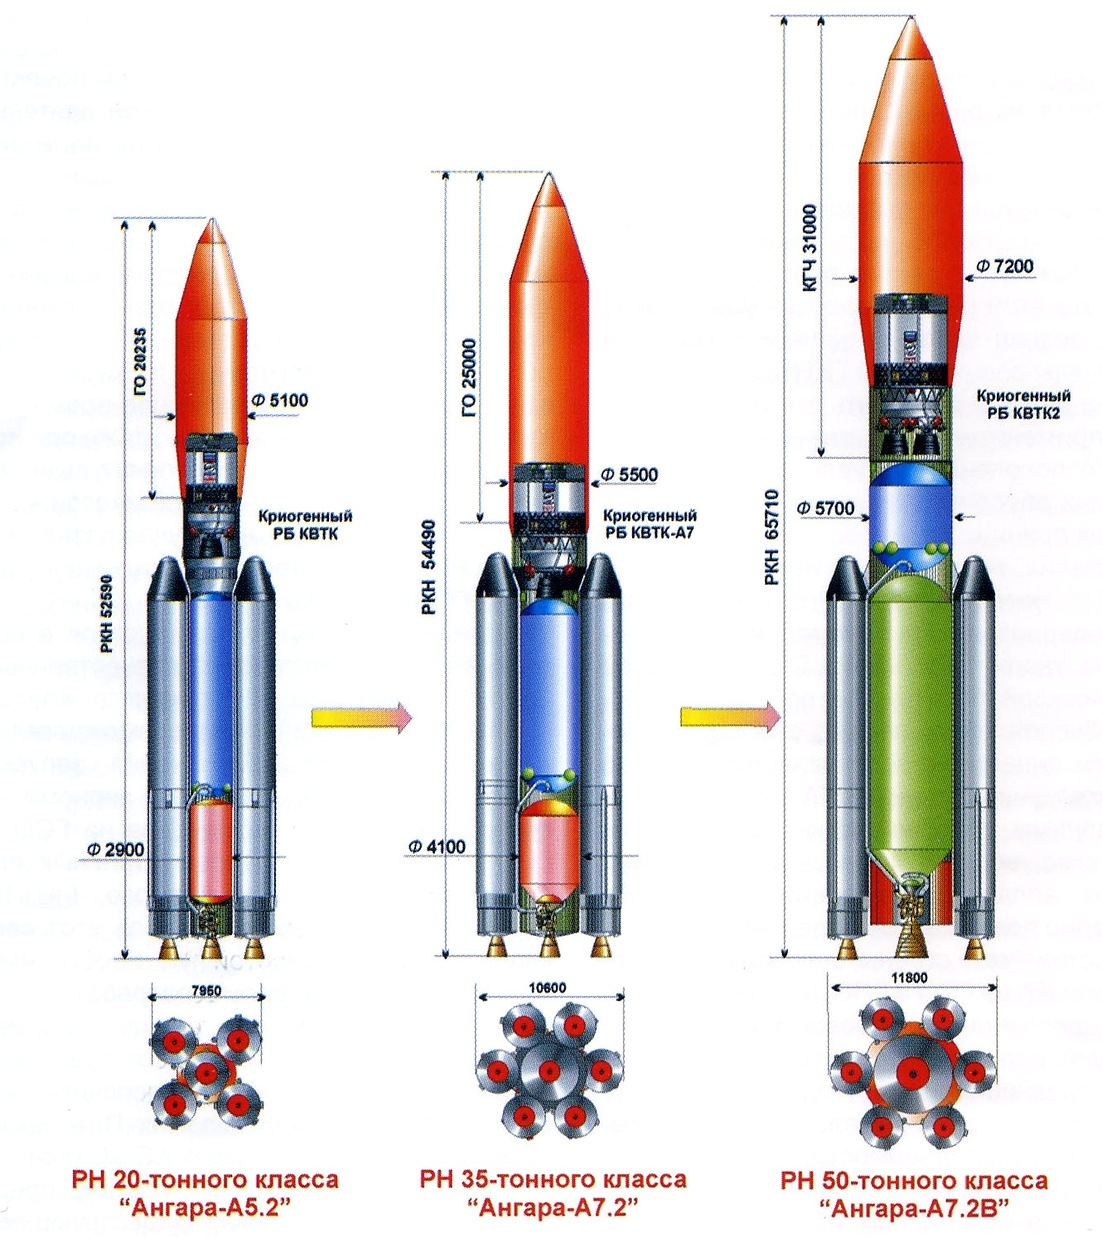 ГО 20235
Ф 5100
Криогенный
РБ КВТК
РКН 52590
Ф 2900
7950
РН 20-тонного класса
“Ангара-А5.2”
ГО 25000
Ф 5500
Криогенный
РБ КВТК-А7
РКН 54490
Ф 4100
10600
РН 35-тонного класса
“Ангара-А7.2”
КГЧ 31000
Ф 7200
Криогенный
РБ КВТК2
Ф 5700
РКН 65710
11800
РН 50-тонного класса
“Ангара-А7.2В”